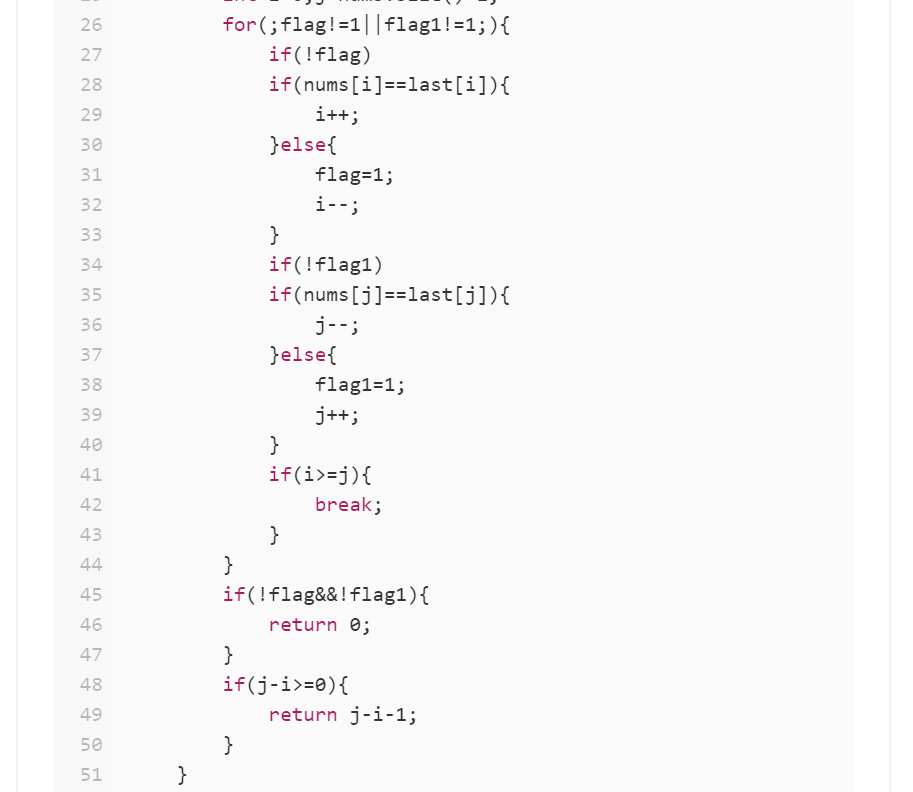 26 for(;flag!=1||flag1!=1;){
27 if(!flag)
28 if(nums[i]==last[i]){
29 i++;
30 }else{
31 flag=1;
32 i--;
33 }
34 if(!flag1)
35 if(nums[j]==last[j]){
36 j--;
37 }else{
38 flag1=1;
39 j++;
40 }
41 if(i>=j){
42 break;
43 }
44 }
45 if(!flag&&!flag1){
46 return 0;
47 }
48 if(j-i>=0){
49 return j-i-1;
50 }
51 }